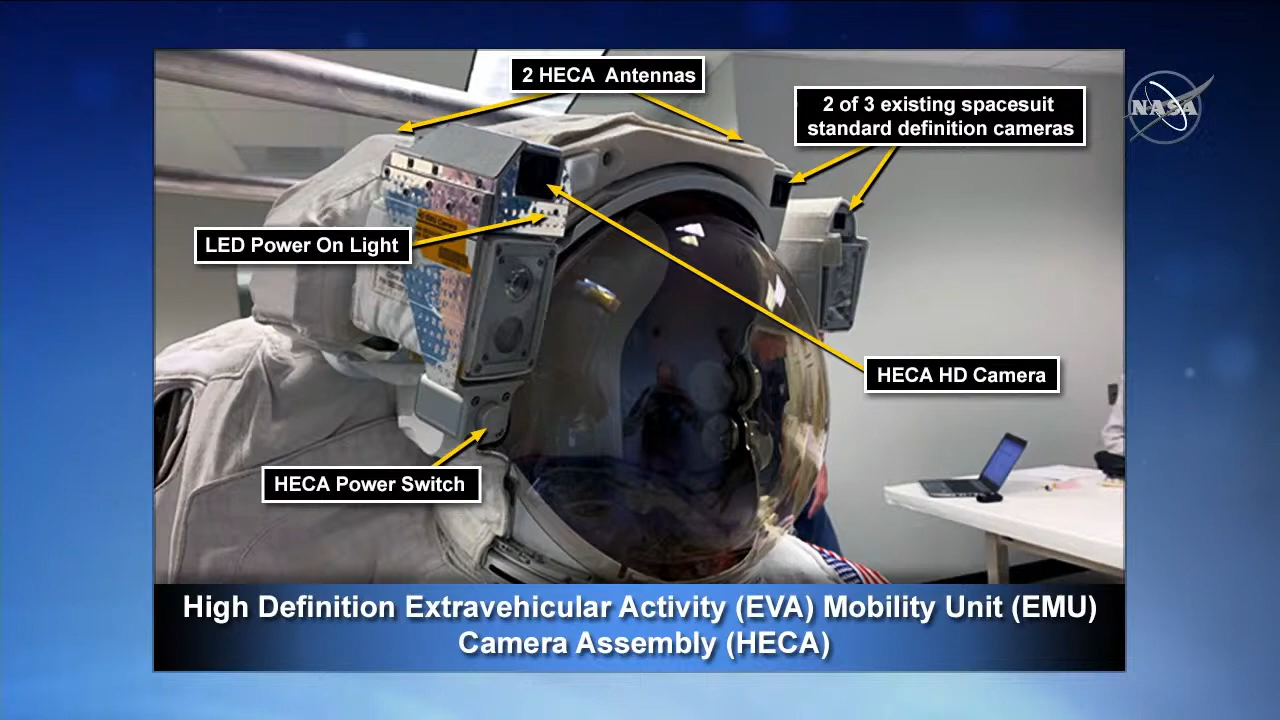 2 HECA Antennas
2 of 3 existing spacesuit
standard definition cameras
NASA
LED Power On Light
HECA HD Camera
HECA Power Switch
High Definition Extravehicular Activity (EVA) Mobility Unit (EMU)
Camera Assembly (HECA)